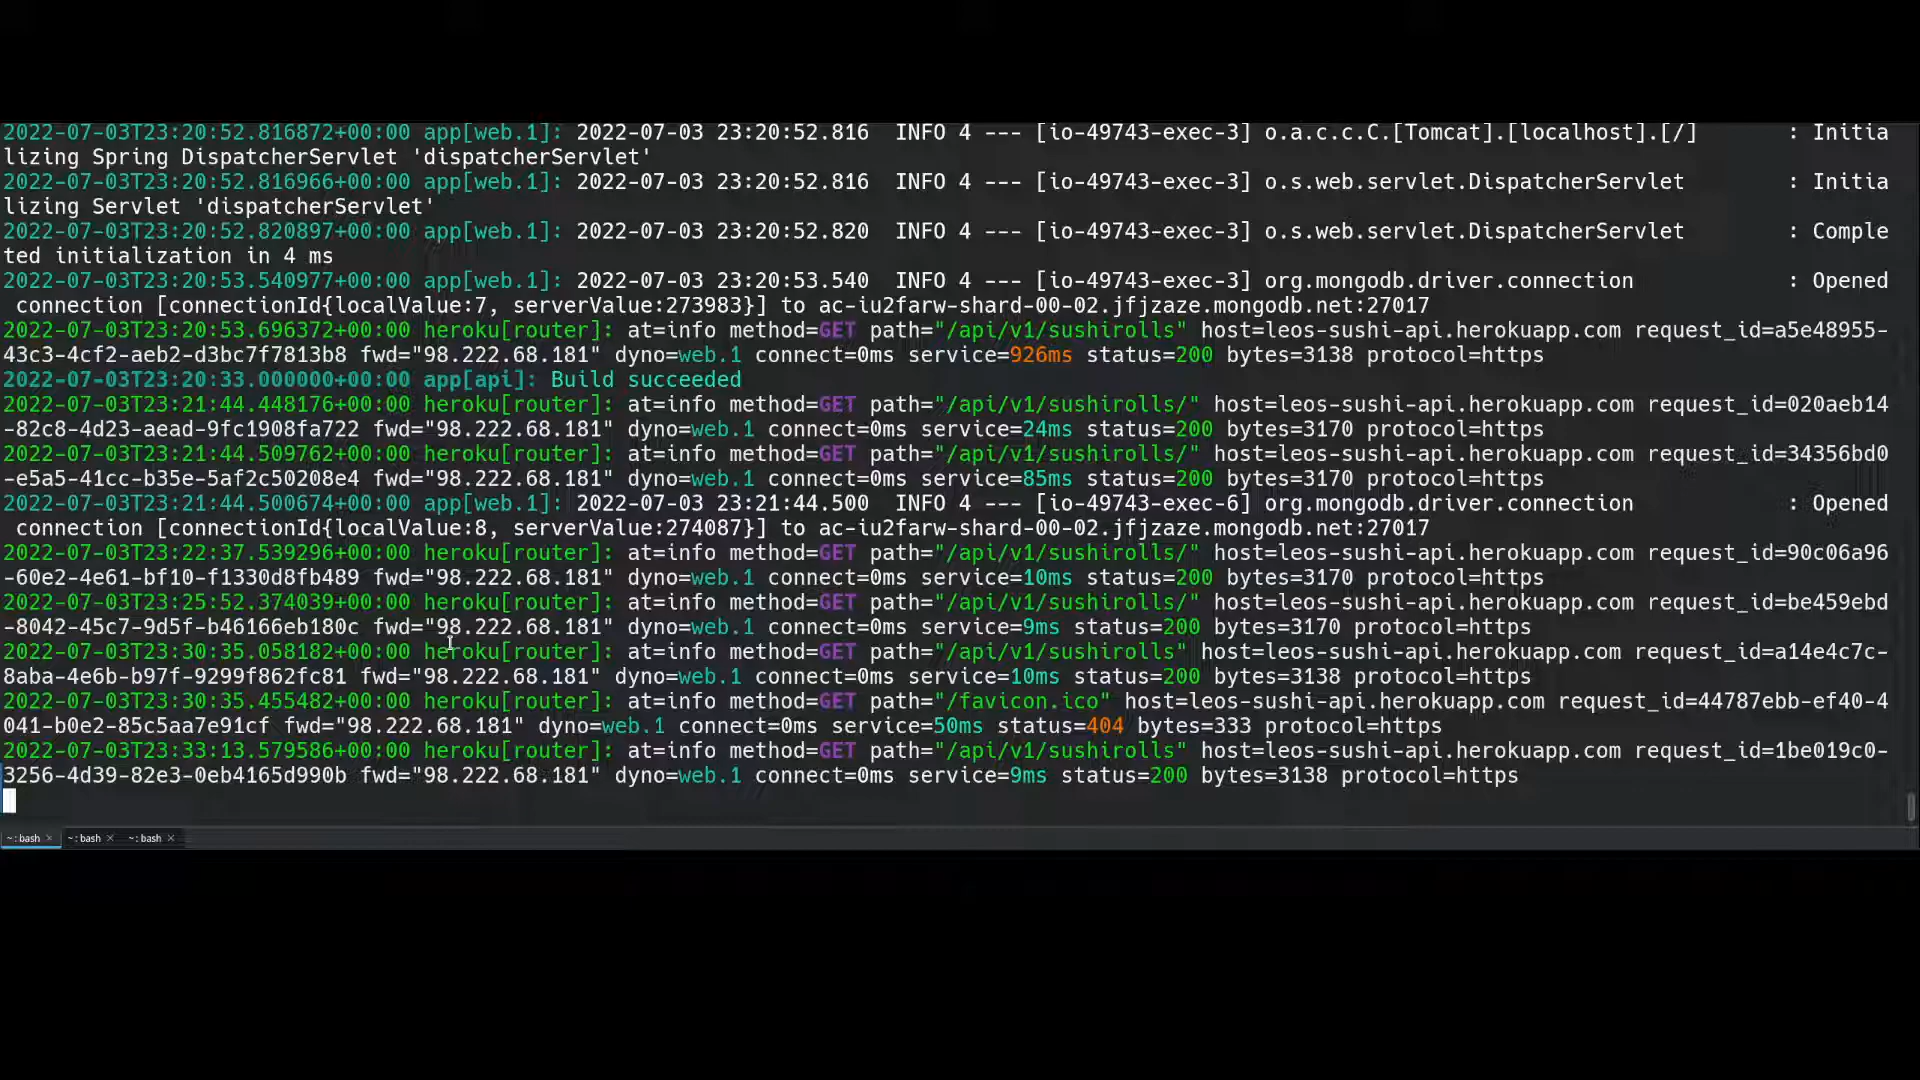 2022-07-03T23:20:52.816872+00:00 app[web.1]: 2022-07-03 23:20:52.816  INFO 4 --- [io-49743-exec-3] o.a.c.c.C.[Tomcat].[localhost].[/]       : Initia
lizing Spring DispatcherServlet 'dispatcherServlet'
2022-07-03T23:20:52.816966+00:00 app[web.1]: 2022-07-03 23:20:52.816  INFO 4 --- [io-49743-exec-3] o.s.web.servlet.DispatcherServlet        : Initia
lizing Servlet 'dispatcherServlet'
2022-07-03T23:20:52.820897+00:00 app[web.1]: 2022-07-03 23:20:52.820  INFO 4 --- [io-49743-exec-3] o.s.web.servlet.DispatcherServlet        : Comple
ted initialization in 4 ms
2022-07-03T23:20:53.540977+00:00 app[web.1]: 2022-07-03 23:20:53.540  INFO 4 --- [io-49743-exec-3] org.mongodb.driver.connection            : Opened
 connection [connectionId{localValue:7, serverValue:273983}] to ac-iu2farw-shard-00-02.jfjzaze.mongodb.net:27017
2022-07-03T23:20:53.696372+00:00 heroku[router]: at=info method=GET path="/api/v1/sushirolls" host=leos-sushi-api.herokuapp.com request_id=a5e48955-
43c3-4cf2-aeb2-d3bc7f7813b8 fwd="98.222.68.181" dyno=web.1 connect=0ms service=926ms status=200 bytes=3138 protocol=https
2022-07-03T23:20:33.000000+00:00 app[api]: Build succeeded
2022-07-03T23:21:44.448176+00:00 heroku[router]: at=info method=GET path="/api/v1/sushirolls/" host=leos-sushi-api.herokuapp.com request_id=020aeb14
-82c8-4d23-aead-9fc1908fa722 fwd="98.222.68.181" dyno=web.1 connect=0ms service=24ms status=200 bytes=3170 protocol=https
2022-07-03T23:21:44.509762+00:00 heroku[router]: at=info method=GET path="/api/v1/sushirolls/" host=leos-sushi-api.herokuapp.com request_id=34356bd0
-e5a5-41cc-b35e-5af2c50208e4 fwd="98.222.68.181" dyno=web.1 connect=0ms service=85ms status=200 bytes=3170 protocol=https
2022-07-03T23:21:44.500674+00:00 app[web.1]: 2022-07-03 23:21:44.500  INFO 4 --- [io-49743-exec-6] org.mongodb.driver.connection            : Opened
 connection [connectionId{localValue:8, serverValue:274087}] to ac-iu2farw-shard-00-02.jfjzaze.mongodb.net:27017
2022-07-03T23:22:37.539296+00:00 heroku[router]: at=info method=GET path="/api/v1/sushirolls/" host=leos-sushi-api.herokuapp.com request_id=90c06a96
-60e2-4e61-bf10-f1330d8fb489 fwd="98.222.68.181" dyno=web.1 connect=0ms service=10ms status=200 bytes=3170 protocol=https
2022-07-03T23:25:52.374039+00:00 heroku[router]: at=info method=GET path="/api/v1/sushirolls/" host=leos-sushi-api.herokuapp.com request_id=be459ebd
-8042-45c7-9d5f-b46166eb180c fwd="98.222.68.181" dyno=web.1 connect=0ms service=9ms status=200 bytes=3170 protocol=https
2022-07-03T23:30:35.058182+00:00 heroku[router]: at=info method=GET path="/api/v1/sushirolls" host=leos-sushi-api.herokuapp.com request_id=a14e4c7c-
8aba-4e6b-b97f-9299f862fc81 fwd="98.222.68.181" dyno=web.1 connect=0ms service=10ms status=200 bytes=3138 protocol=https
2022-07-03T23:30:35.455482+00:00 heroku[router]: at=info method=GET path="/favicon.ico" host=leos-sushi-api.herokuapp.com request_id=44787ebb-ef40-4
041-b0e2-85c5aa7e91cf fwd="98.222.68.181" dyno=web.1 connect=0ms service=50ms status=404 bytes=333 protocol=https
2022-07-03T23:33:13.579586+00:00 heroku[router]: at=info method=GET path="/api/v1/sushirolls" host=leos-sushi-api.herokuapp.com request_id=1be019c0-
3256-4d39-82e3-0eb4165d990b fwd="98.222.68.181" dyno=web.1 connect=0ms service=9ms status=200 bytes=3138 protocol=https
~ : bash × ~ : bash × ~ : bash ×